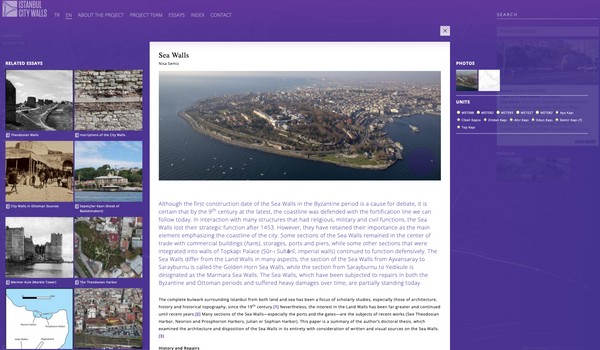 ISTANBUL
CITY WALLS
TR EN ABOUT THE PROJECT PROJECT TEAM ESSAYS INDEX CONTACT
SEARCH
RELATED ESSAYS
Theodosian Walls
Inscriptions of the City Walls
City Walls in Ottoman Sources
Sepetçiler Kasrı (Kiosk of Basketmakers)
Mermer Kule (Marble Tower)
The Theodosian Harbor
Sea Walls
Nisa Semiz
Although the first construction date of the Sea Walls in the Byzantine period is a cause for debate, it is
certain that by the 9th century at the latest, the coastline was defended with the fortification line we can
follow today. In interaction with many structures that had religious, military and civil functions, the Sea
Walls lost their strategic function after 1453. However, they have retained their importance as the main
element emphasizing the coastline of the city. Some sections of the Sea Walls remained in the center of
trade with commercial buildings (hans), storages, ports and piers, while some other sections that were
integrated into walls of Topkapı Palace (Sûr-ı Sultânî, imperial walls) continued to function defensively. The
Sea Walls differ from the Land Walls in many aspects, the section of the Sea Walls from Ayvansaray to
Sarayburnu is called the Golden Horn Sea Walls, while the section from Sarayburnu to Yedikule is
designated as the Marmara Sea Walls. The Sea Walls, which have been subjected to repairs in both the
Byzantine and Ottoman periods and suffered heavy damages over time, are partially standing today.
The complete bulwark surrounding Istanbul from both land and sea has been a focus of scholarly studies, especially those of architecture,
history and historical topography, since the 19th century.[1] Nevertheless, the interest in the Land Walls has been far greater and continued
until recent years.[2] Many sections of the Sea Walls—especially the ports and the gates—are the subjects of recent works (See Theodosian
Harbor, Neorion and Prosphorion Harbors, Julian or Sophian Harbor). This paper is a summary of the author's doctoral thesis, which
examined the architecture and disposition of the Sea Walls in its entirety with consideration of written and visual sources on the Sea Walls.
[3]
History and Repairs
PHOTOS
UNITS
Ahır Kapı
Yalı Kapı